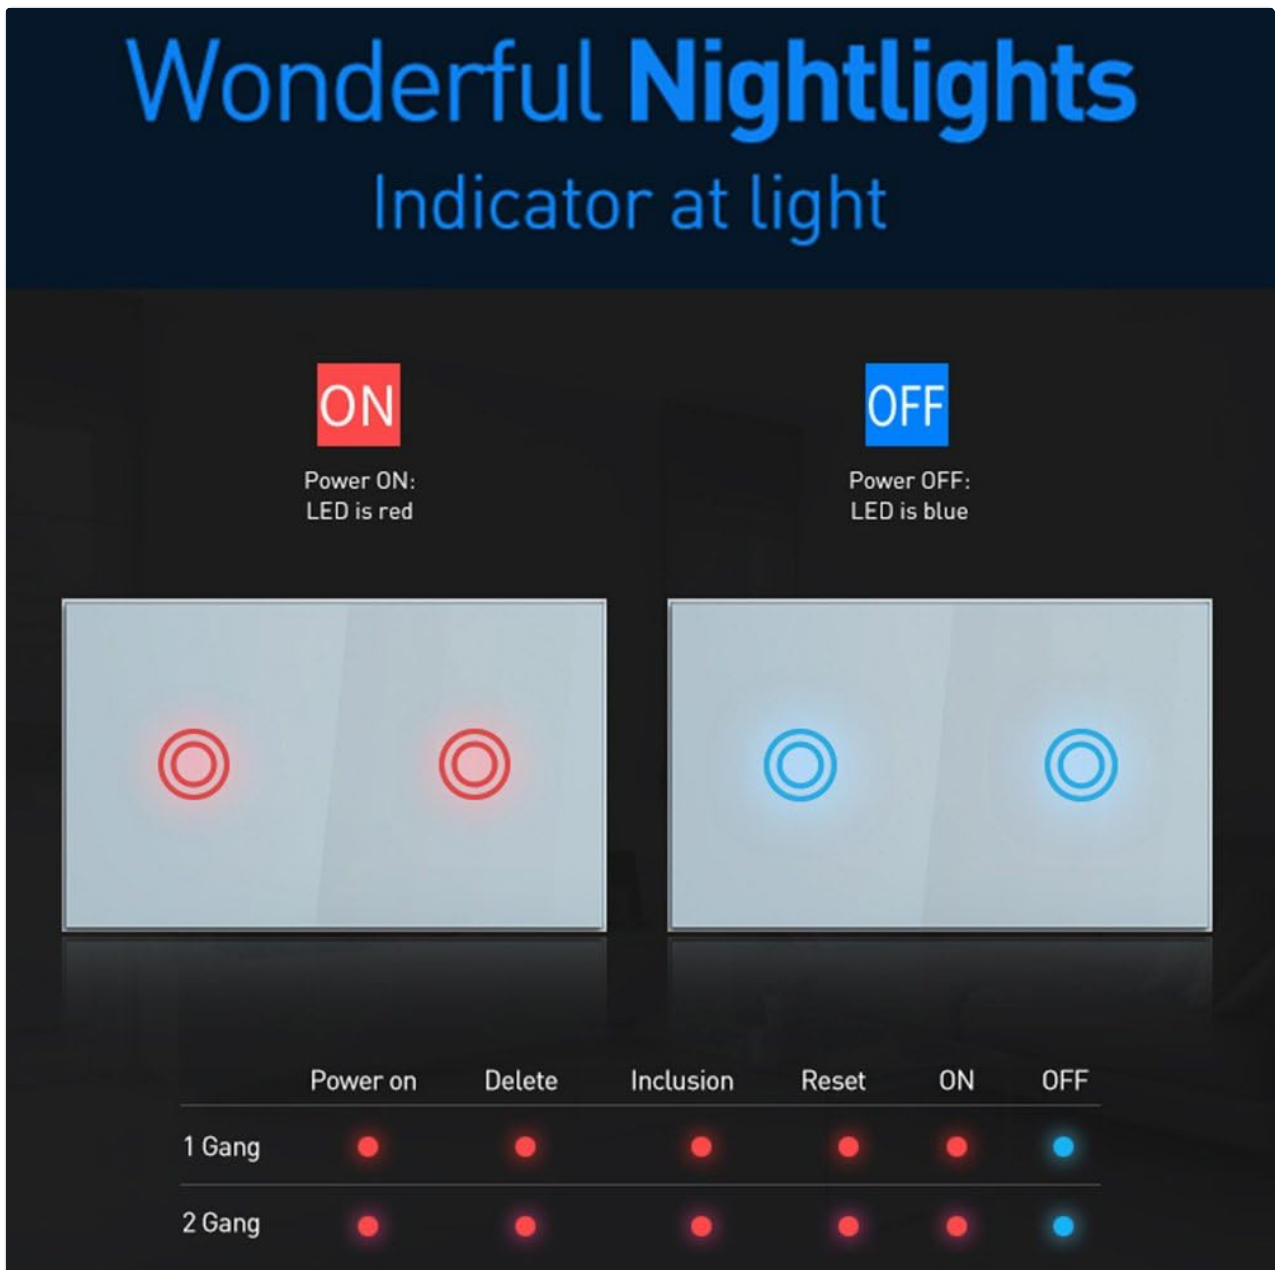 Wonderful Nightlights
Indicator at light
ON
Power ON:
LED is red
OFF
Power OFF:
LED is blue
Power on Delete Inclusion Reset ON OFF
1 Gang
2 Gang